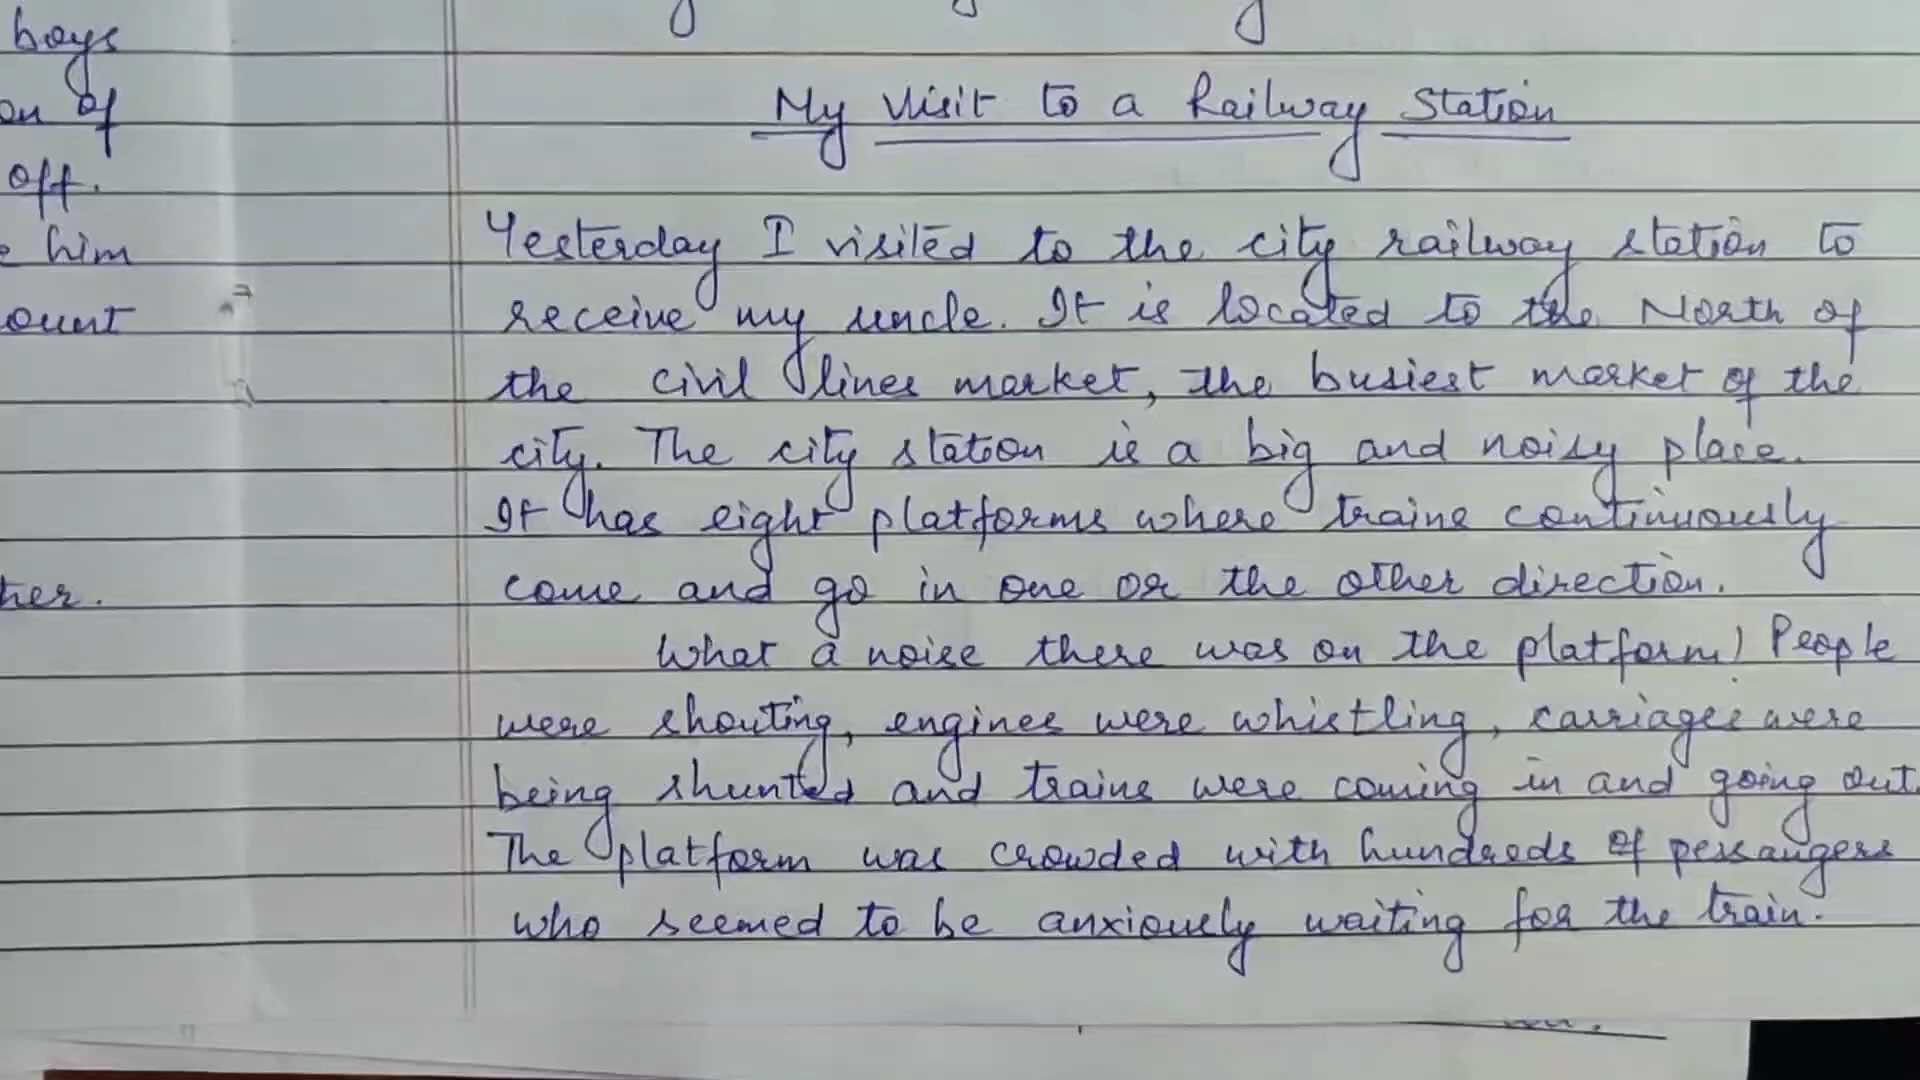 boys
of
off.
him
My Visit to a Railway Station
Yesterday I visited to the city railway station to
receive my uncle. It is located to the North of
the civil lines market, the busiest market of the
city. The city station is a big and noisy place.
It has eight platforms where trains continuously
come and go in one or the other direction.
What a noise there was on the platform! People
were shouting, engines were whistling, carriages were
being shunted and trains were coming in and going out.
The platform was crowded with hundreds of pessangers
who seemed to be anxiously waiting for the train.